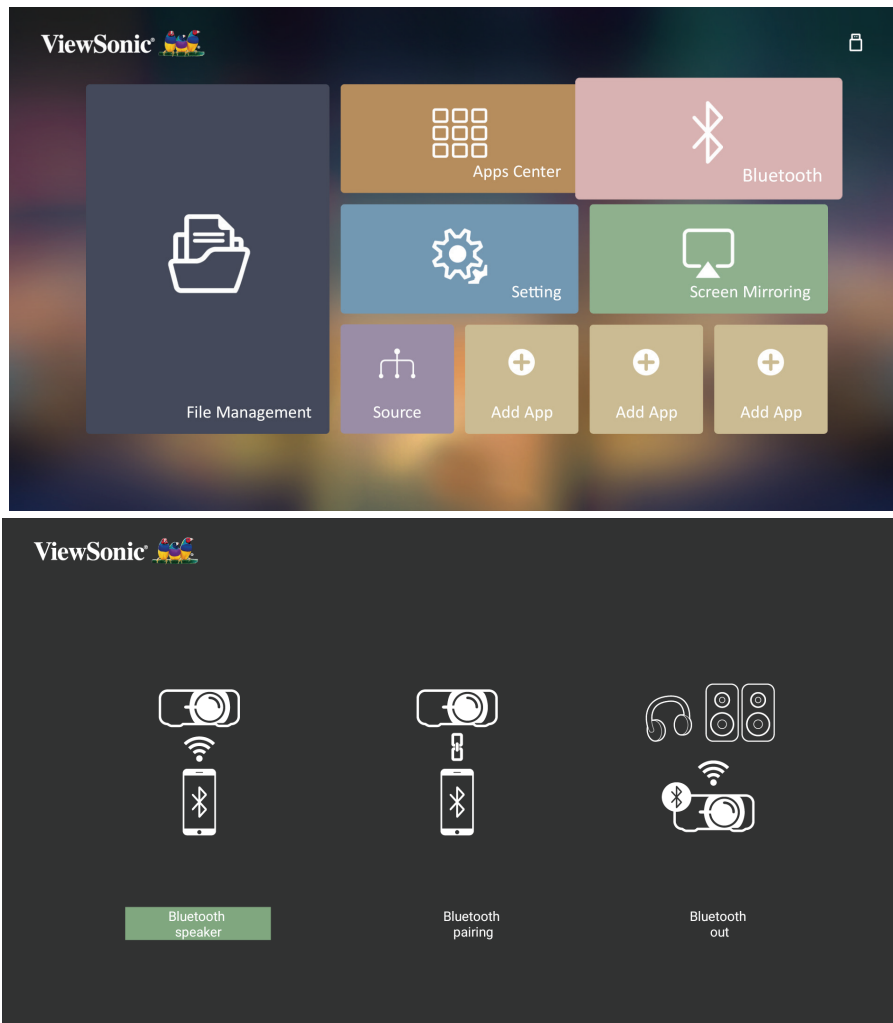 ViewSonic®
Apps Center
Bluetooth
Setting
Screen Mirroring
File Management
Source
Add App
Add App
Add App
ViewSonic®
Bluetooth
speaker
Bluetooth
pairing
Bluetooth
out